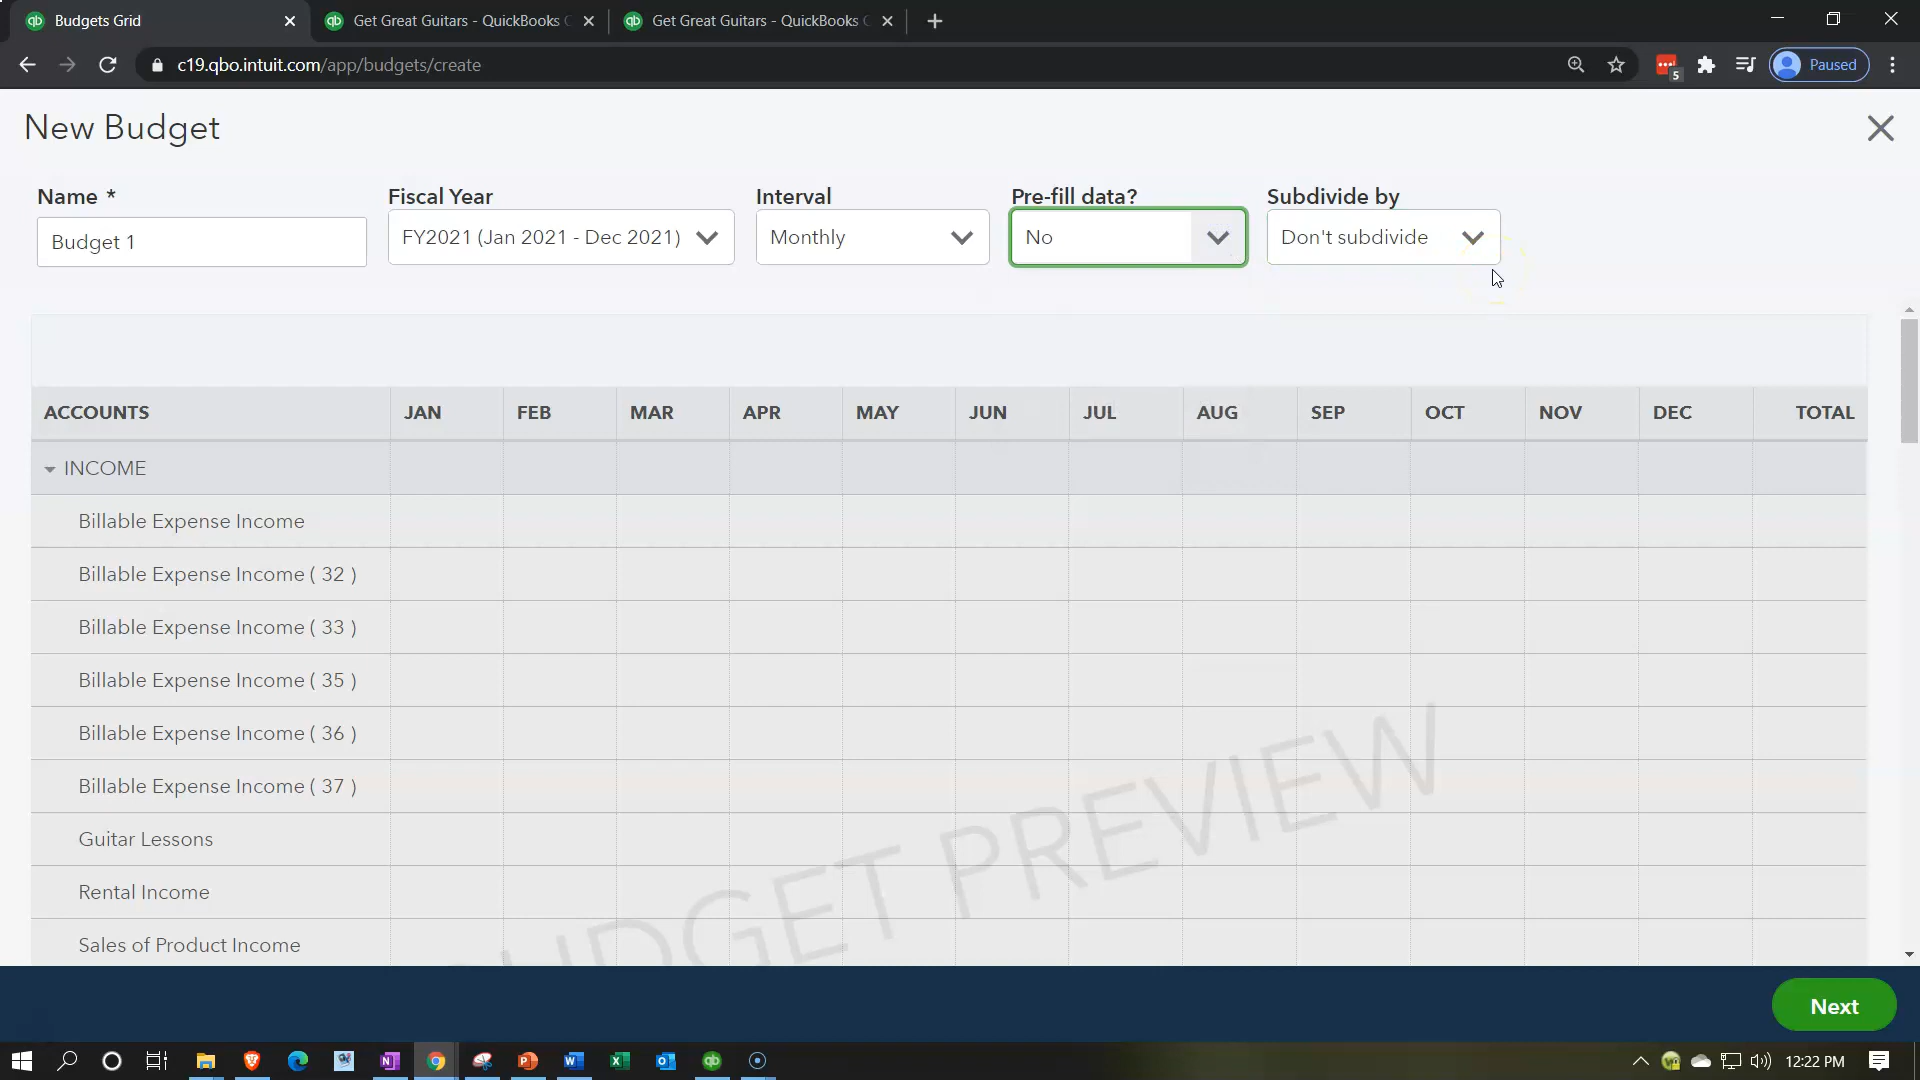 Budgets Grid
Get Great Guitars - QuickBooks
Get Great Guitars - QuickBooks
c19.qbo.intuit.com/app/budgets/create
5
Paused
New Budget
Name *
Fiscal Year
Interval
Pre-fill data?
Subdivide by
Budget 1
FY2021 (Jan 2021 - Dec 2021)
Monthly
No
Don't subdivide
ACCOUNTS JAN FEB MAR APR MAY JUN JUL AUG SEP OCT NOV DEC TOTAL
INCOME
Billable Expense Income
Billable Expense Income ( 32 )
Billable Expense Income ( 33 )
Billable Expense Income ( 35 )
Billable Expense Income ( 36 )
Billable Expense Income ( 37 )
Guitar Lessons
Rental Income
Sales of Product Income
BUDGET PREVIEW
Next
12:22 PM